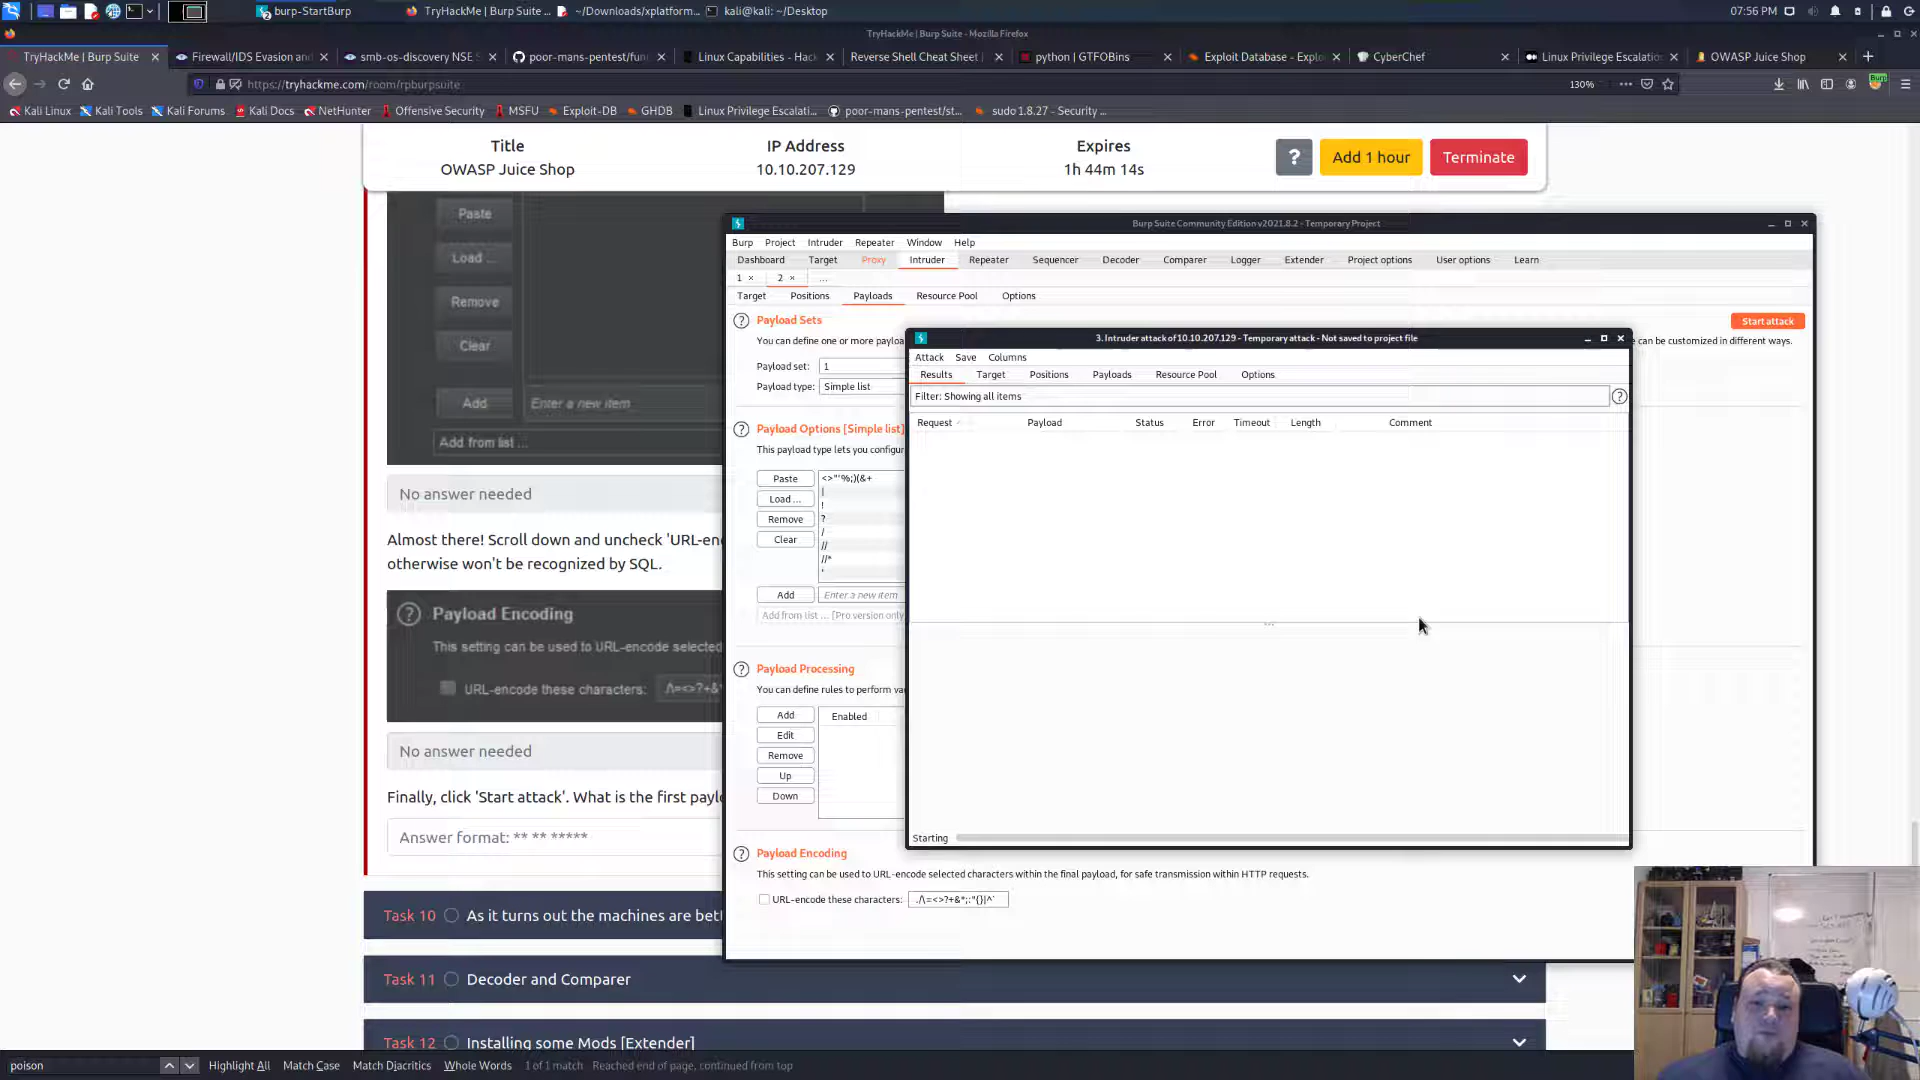 burp-StartBurp
TryHackMe | Burp Suite ...
~/Downloads/xplatform...
kali@kali: ~/Desktop
07:56 PM
TryHackMe | Burp Suite - Mozilla Firefox
TryHackMe | Burp Suite
Firewall/IDS Evasion and
smb-os-discovery NSE S
poor-mans-pentest/fun
Linux Capabilities - Hack
Reverse Shell Cheat Sheet |
python | GTFOBins
Exploit Database - Explo
CyberChef
Linux Privilege Escalatio
OWASP Juice Shop
https://tryhackme.com/room/rpburpsuite
130%
Burp
Kali Linux
Kali Tools
Kali Forums
Kali Docs
NetHunter
Offensive Security
MSFU
Exploit-DB
GHDB
Linux Privilege Escalati...
poor-mans-pentest/st...
sudo 1.8.27 - Security ...
Title
IP Address
Expires
OWASP Juice Shop
10.10.207.129
1h 44m 14s
?
Add 1 hour
Terminate
Paste
Load ...
Remove
Clear
Add
Enter a new item
Add from list ...
No answer needed
Almost there! Scroll down and uncheck 'URL-en
otherwise won't be recognized by SQL.
Payload Encoding
This setting can be used to URL-encode selected
URL-encode these characters:
No answer needed
Finally, click 'Start attack'. What is the first paylo
Answer format: ** ** *****
Task 10
As it turns out the machines are bet
Task 11
Decoder and Comparer
Task 12
Installing some Mods [Extender]
Burp Suite Community Edition v2021.8.2 - Temporary Project
Burp Project Intruder Repeater Window Help
Dashboard Target Proxy Intruder Repeater Sequencer Decoder Comparer Logger Extender Project options User options Learn
1 × 2 × ...
Target Positions Payloads Resource Pool Options
Payload Sets
Start attack
You can define one or more payloa
e can be customized in different ways.
Payload set: 1
Payload type: Simple list
Payload Options [Simple list]
This payload type lets you configur
Paste
Load ...
Remove
Clear
<>"'%;)(&+
|
!
?
/
//
//*
'
Add
Enter a new item
Add from list ... [Pro version only
Payload Processing
You can define rules to perform va
Add
Enabled
Edit
Remove
Up
Down
Payload Encoding
This setting can be used to URL-encode selected characters within the final payload, for safe transmission within HTTP requests.
URL-encode these characters: ./\=<>?+&*;:"{}|^`
3. Intruder attack of 10.10.207.129 - Temporary attack - Not saved to project file
Attack Save Columns
Results Target Positions Payloads Resource Pool Options
Filter: Showing all items
Request Payload Status Error Timeout Length Comment
Starting
poison
Highlight All
Match Case
Match Diacritics
Whole Words
1 of 1 match
Reached end of page, continued from top